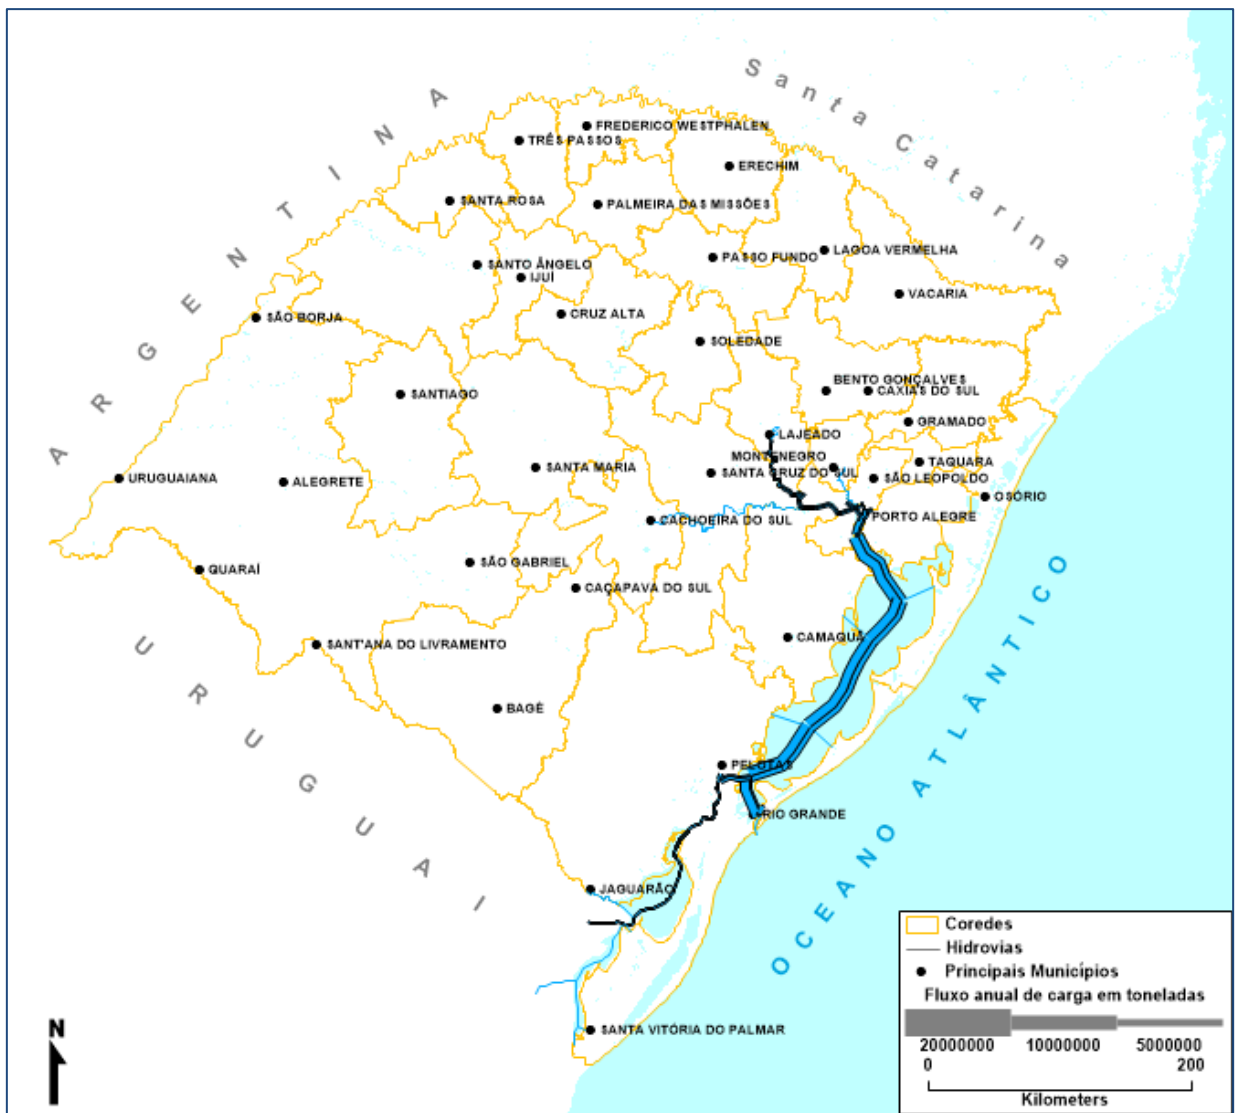 Santa Catarina
ARGENTINA
FREDERICO WESTPHALEN
TRÊS PASSOS
ERECHIM
SANTA ROSA
PALMEIRA DAS MISSÕES
LAGOA VERMELHA
PASSO FUNDO
SANTO ÂNGELO
IJUÍ
VACARIA
SÃO BORJA
CRUZ ALTA
SOLEDADE
BENTO GONÇALVES
CAXIAS DO SUL
SANTIAGO
GRAMADO
LAJEADO
MONTENEGRO
TAQUARA
SANTA MARIA
SANTA CRUZ DO SUL
SÃO LEOPOLDO
URUGUAIANA
ALEGRETE
OSÓRIO
PORTO ALEGRE
CACHOEIRA DO SUL
SÃO GABRIEL
QUARAÍ
CAÇAPAVA DO SUL
CAMAQUÃ
SANT'ANA DO LIVRAMENTO
URUGUAI
OCEANO ATLÂNTICO
BAGÉ
PELOTAS
RIO GRANDE
JAGUARÃO
SANTA VITÓRIA DO PALMAR
N
Coredes
Hidrovias
Principais Municípios
Fluxo anual de carga em toneladas
20000000 10000000 5000000
0 200
Kilometers